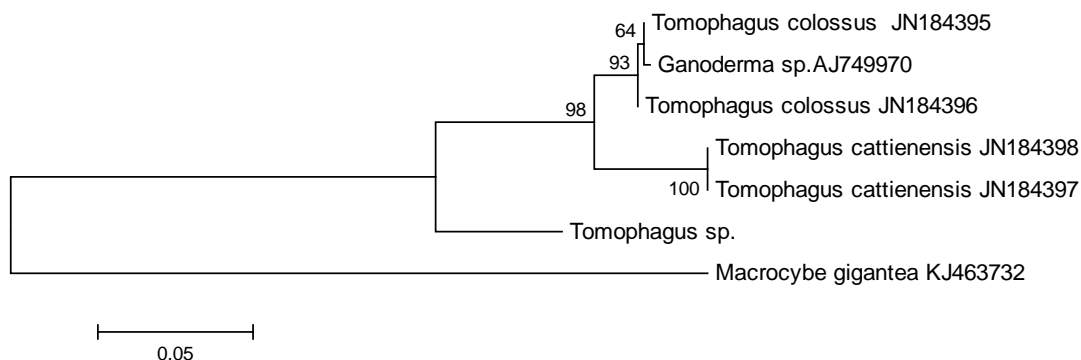 64
Tomophagus colossus JN184395
93
Ganoderma sp.AJ749970
Tomophagus colossus JN184396
98
Tomophagus cattienensis JN184398
100
Tomophagus cattienensis JN184397
Tomophagus sp.
Macrocybe gigantea KJ463732
0.05